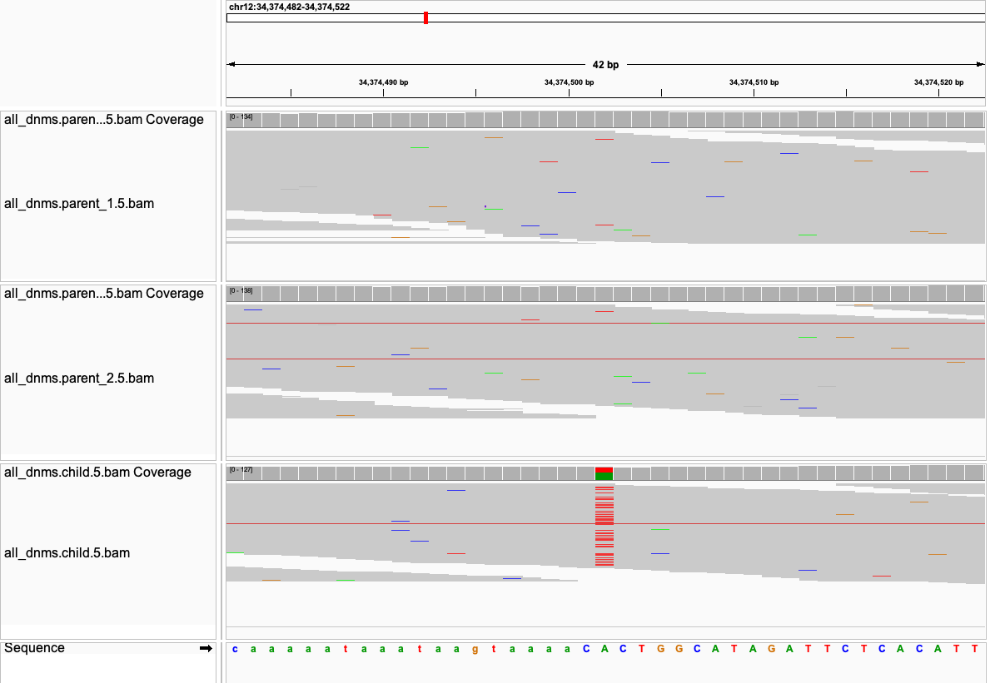 chr12:34,374,482-34,374,522
42 bp
34,374,490 bp 34,374,500 bp 34,374,510 bp 34,374,520 bp
all_dnms.paren...5.bam Coverage
[0 - 134]
all_dnms.parent_1.5.bam
all_dnms.paren...5.bam Coverage
[0 - 138]
all_dnms.parent_2.5.bam
all_dnms.child.5.bam Coverage
[0 - 127]
all_dnms.child.5.bam
Sequence c a a a a a t a a a t a a g t a a a a C A C T G G C A T A G A T T C T C A C A T T